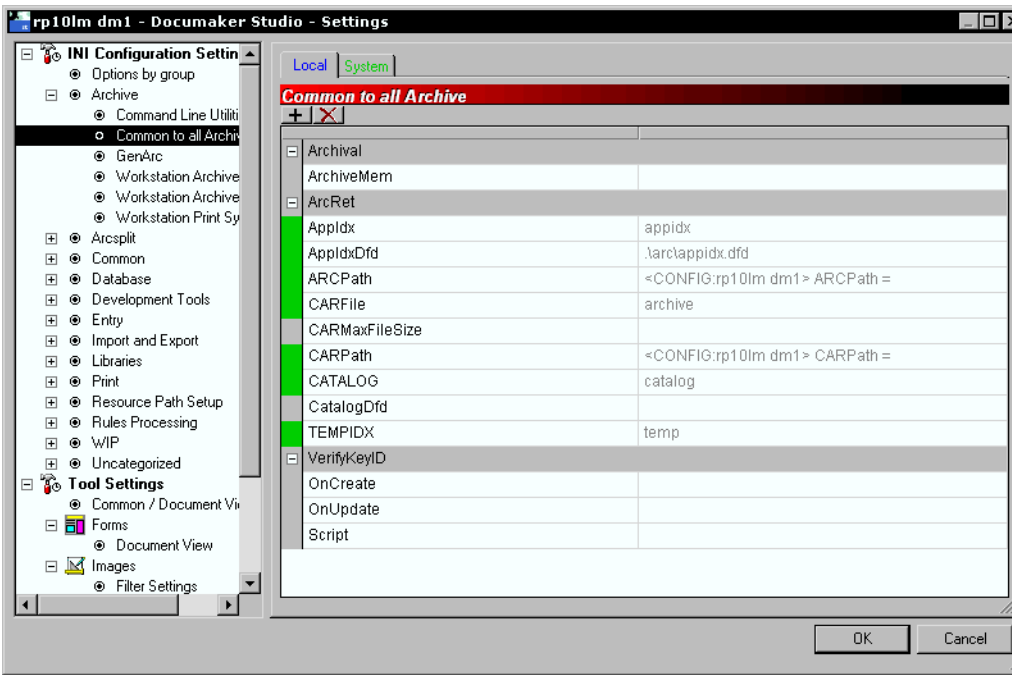 rp10lm dm1 - Documaker Studio - Settings
INI Configuration Settin
Options by group
Archive
Command Line Utiliti
Common to all Archiv
GenArc
Workstation Archive
Workstation Archive
Workstation Print Sy
Arcsplit
Common
Database
Development Tools
Entry
Import and Export
Libraries
Print
Resource Path Setup
Rules Processing
WIP
Uncategorized
Tool Settings
Common / Document Vi
Forms
Document View
Images
Filter Settings
Local System
Common to all Archive
Archival
ArchiveMem
ArcRet
AppIdx appidx
AppIdxDfd .\arc\appidx.dfd
ARCPath <CONFIG:rp10lm dm1> ARCPath =
CARFile archive
CARMaxFileSize
CARPath <CONFIG:rp10lm dm1> CARPath =
CATALOG catalog
CatalogDfd
TEMPIDX temp
VerifyKeyID
OnCreate
OnUpdate
Script
OK Cancel